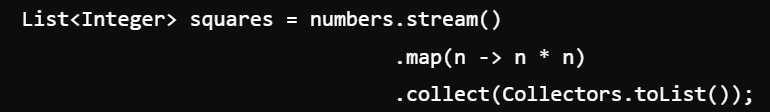 List<Integer> squares = numbers.stream()
.map(n -> n * n)
.collect(Collectors.toList());